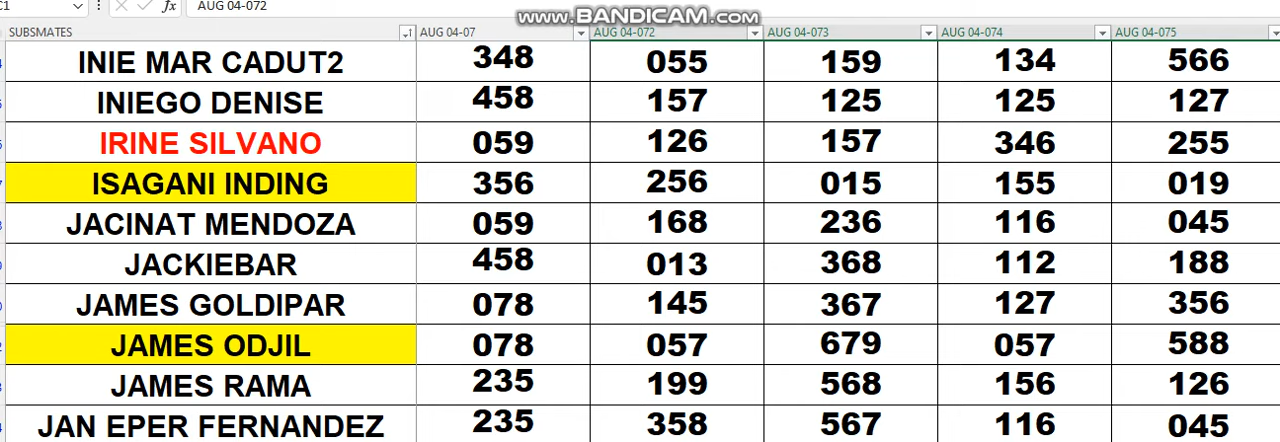 C1 fx AUG 04-072
www.BANDICAM.com
SUBSMATES AUG 04-07 AUG 04-072 AUG 04-073 AUG 04-074 AUG 04-075
INIE MAR CADUT2 348 055 159 134 566
INIEGO DENISE 458 157 125 125 127
IRINE SILVANO 059 126 157 346 255
ISAGANI INDING 356 256 015 155 019
JACINAT MENDOZA 059 168 236 116 045
JACKIEBAR 458 013 368 112 188
JAMES GOLDIPAR 078 145 367 127 356
JAMES ODJIL 078 057 679 057 588
JAMES RAMA 235 199 568 156 126
JAN EPER FERNANDEZ 235 358 567 116 045